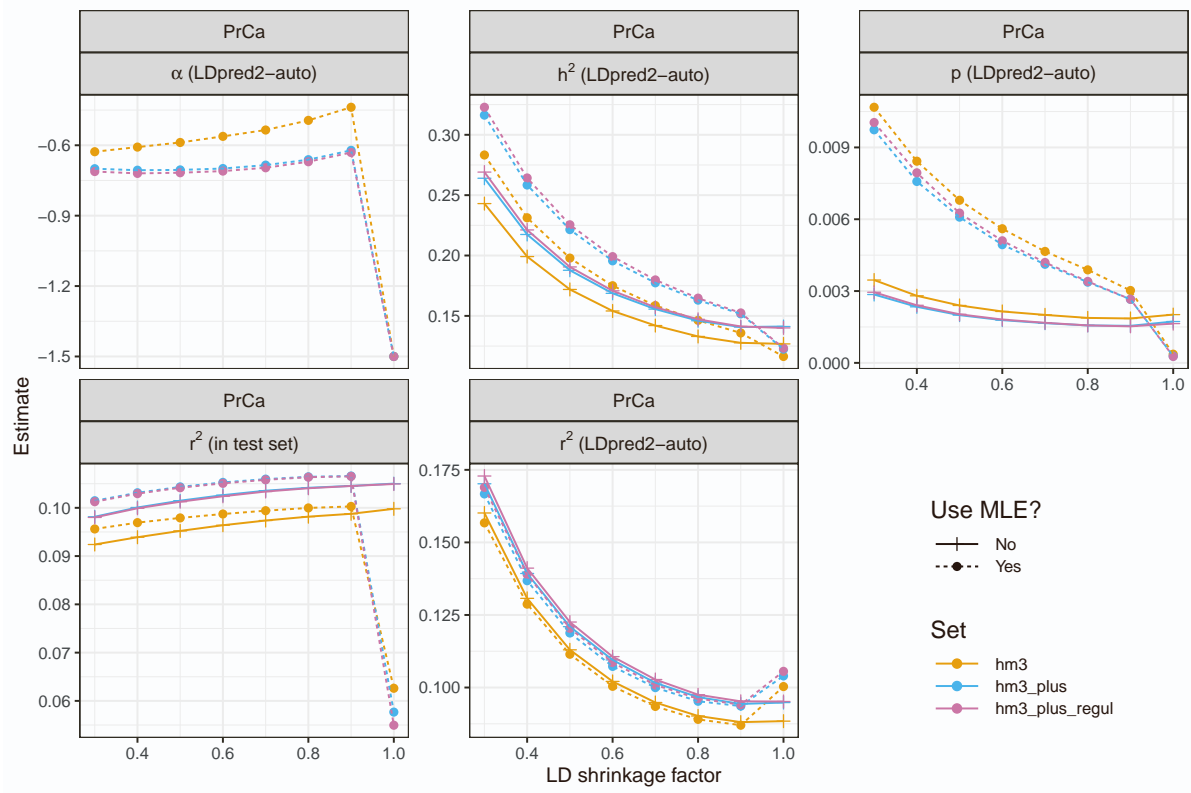 PrCa
α (LDpred2−auto)
PrCa
h² (LDpred2−auto)
PrCa
p (LDpred2−auto)
−0.6
−0.9
−1.2
−1.5
0.30
0.25
0.20
0.15
0.009
0.006
0.003
0.000
0.4 0.6 0.8 1.0
Estimate
PrCa
r² (in test set)
PrCa
r² (LDpred2−auto)
0.10
0.09
0.08
0.07
0.06
0.175
0.150
0.125
0.100
0.4 0.6 0.8 1.0
0.4 0.6 0.8 1.0
LD shrinkage factor
Use MLE?
No
Yes
Set
hm3
hm3_plus
hm3_plus_regul